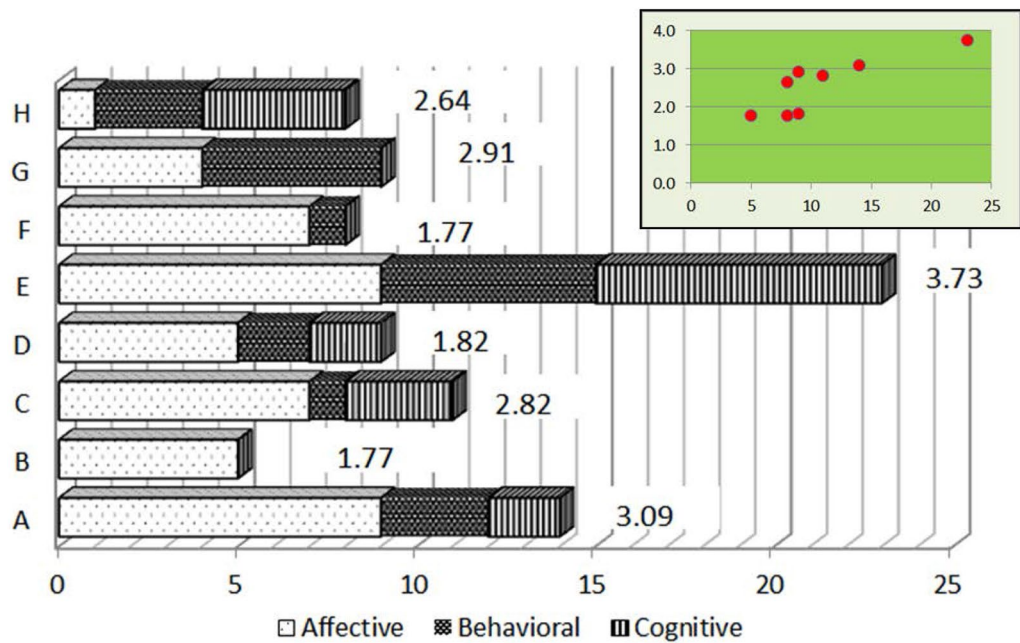 4.0
3.0
2.0
1.0
0.0
0 5 10 15 20 25
H 2.64
G 2.91
F 1.77
E 3.73
D 1.82
C 2.82
B 1.77
A 3.09
0 5 10 15 20 25
Affective Behavioral Cognitive